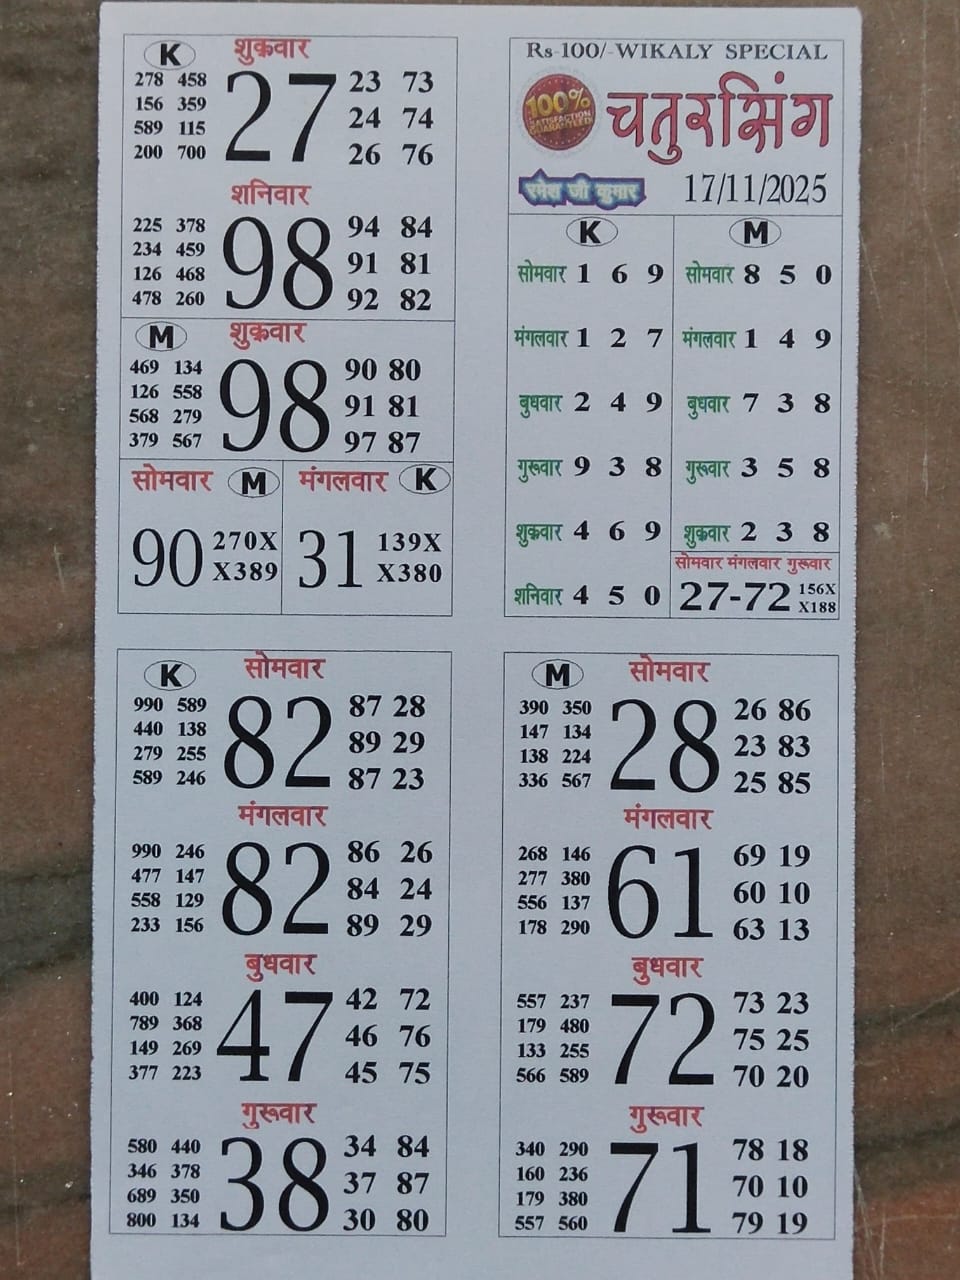 K शुक्रवार
278 458
156 359
589 115
200 700
27
23 73
24 74
26 76
शनिवार
225 378
234 459
126 468
478 260
98
94 84
91 81
92 82
M शुक्रवार
469 134
126 558
568 279
379 567
98
90 80
91 81
97 87
सोमवार M
90
270X
X389
मंगलवार K
31
139X
X380
Rs-100/-WIKALY SPECIAL
100%
SATISFACTION
GUARANTEED
चतुरसिंग
रमेश जी कुमार
17/11/2025
K
सोमवार 1 6 9
मंगलवार 1 2 7
बुधवार 2 4 9
गुरूवार 9 3 8
शुक्रवार 4 6 9
शनिवार 4 5 0
M
सोमवार 8 5 0
मंगलवार 1 4 9
बुधवार 7 3 8
गुरूवार 3 5 8
शुक्रवार 2 3 8
सोमवार मंगलवार गुरूवार
27-72
156X
X188
K सोमवार
990 589
440 138
279 255
589 246
82
87 28
89 29
87 23
मंगलवार
990 246
477 147
558 129
233 156
82
86 26
84 24
89 29
बुधवार
400 124
789 368
149 269
377 223
47
42 72
46 76
45 75
गुरूवार
580 440
346 378
689 350
800 134
38
34 84
37 87
30 80
M सोमवार
390 350
147 134
138 224
336 567
28
26 86
23 83
25 85
मंगलवार
268 146
277 380
556 137
178 290
61
69 19
60 10
63 13
बुधवार
557 237
179 480
133 255
566 589
72
73 23
75 25
70 20
गुरूवार
340 290
160 236
179 380
557 560
71
78 18
70 10
79 19